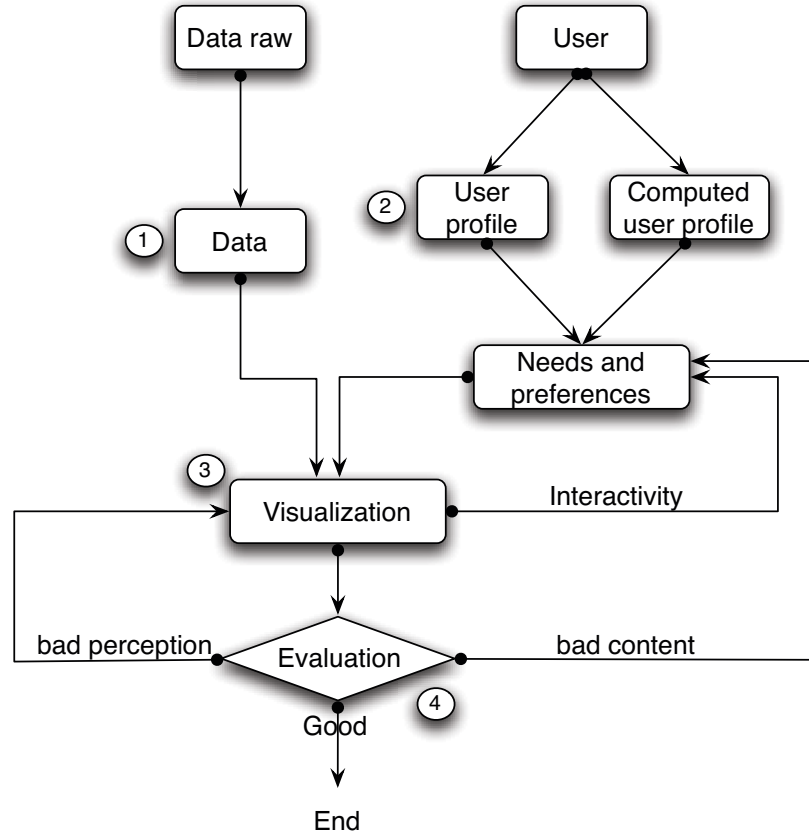 Data raw
User
2
User
profile
Computed
user profile
1
Data
Needs and
preferences
3
Visualization
Interactivity
bad perception
Evaluation
bad content
4
Good
End